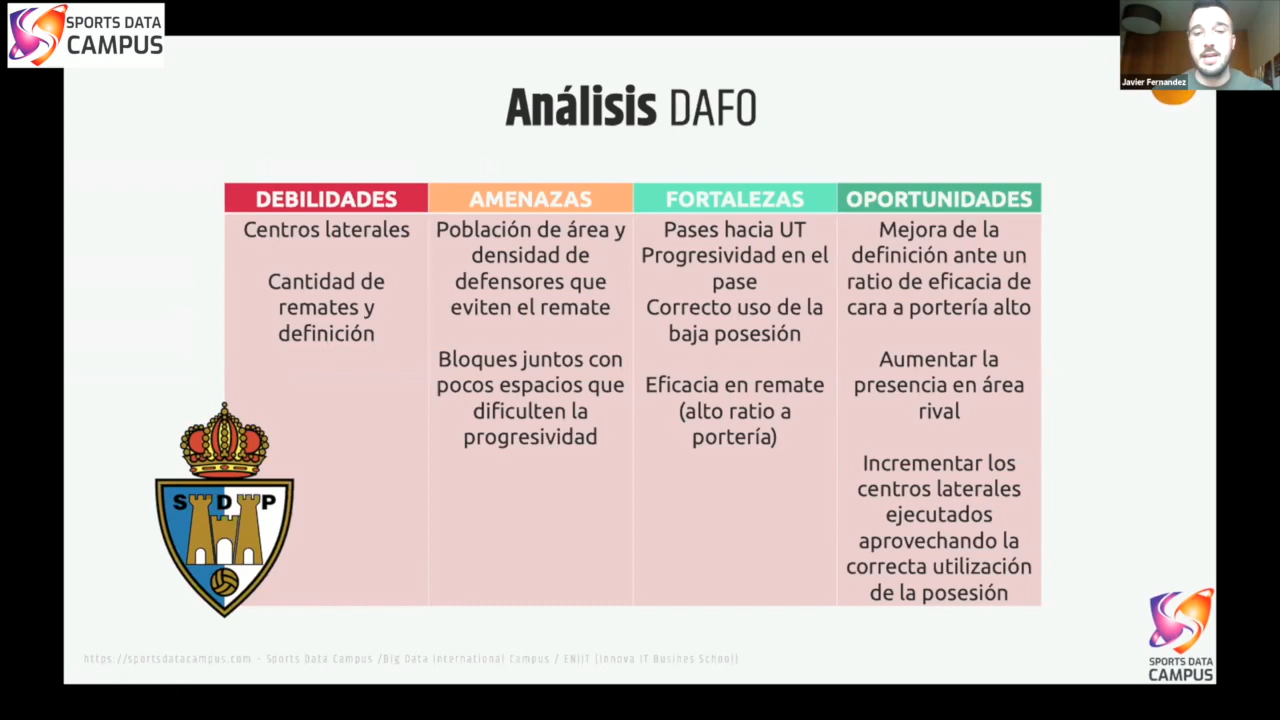 SPORTS DATA
CAMPUS
Javier Fernandez
Análisis DAFO
DEBILIDADES
Centros laterales
Cantidad de
remates y
definición
AMENAZAS
Población de área y
densidad de
defensores que
eviten el remate
Bloques juntos con
pocos espacios que
dificulten la
progresividad
FORTALEZAS
Pases hacia UT
Progresividad en el
pase
Correcto uso de la
baja posesión
Eficacia en remate
(alto ratio a
portería)
OPORTUNIDADES
Mejora de la
definición ante un
ratio de eficacia de
cara a portería alto
Aumentar la
presencia en área
rival
Incrementar los
centros laterales
ejecutados
aprovechando la
correcta utilización
de la posesión
S D P
https://sportsdatacampus.com - Sports Data Campus /Big Data International Campus / ENIIT (Innova IT Busines School)
SPORTS DATA
CAMPUS